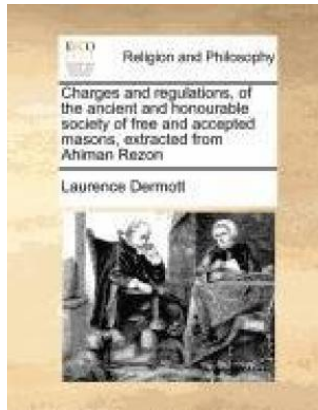 ECCO
Religion and Philosophy
Charges and regulations, of
the ancient and honourable
society of free and accepted
masons, extracted from
Ahiman Rezon
Laurence Dermott